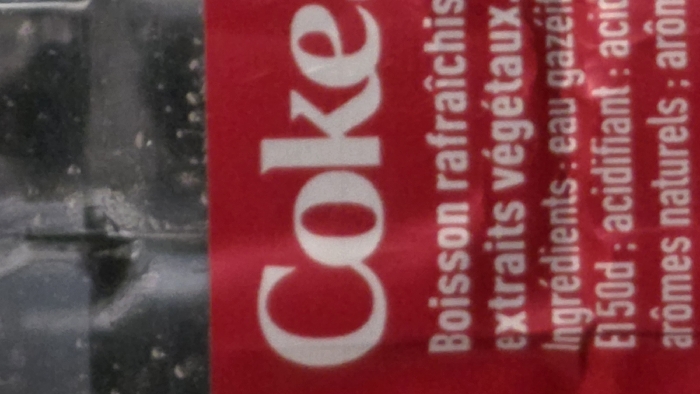 Coke
Boisson rafraîchis
extraits végétaux.
Ingrédients : eau gazéi
E150d : acidifiant : acid
arômes naturels ; arôm